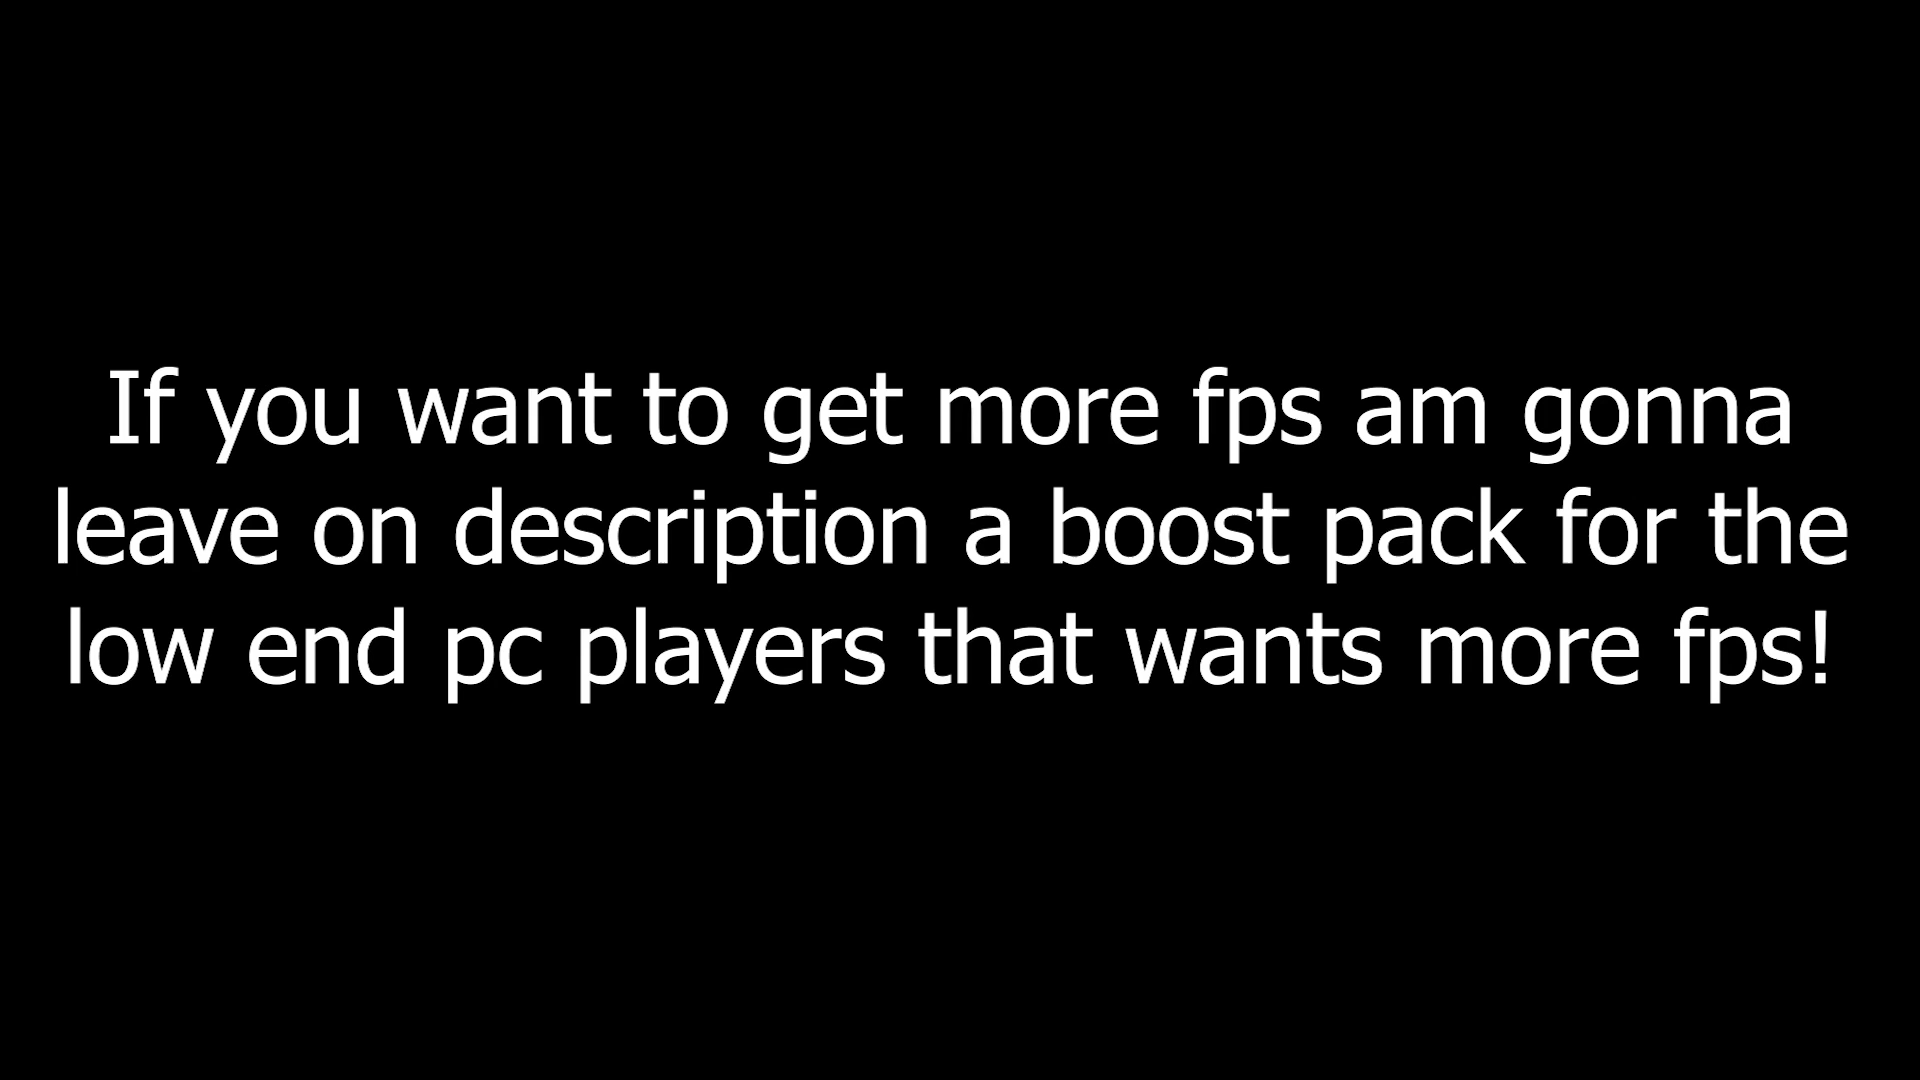 If you want to get more fps am gonna
leave on description a boost pack for the
low end pc players that wants more fps!